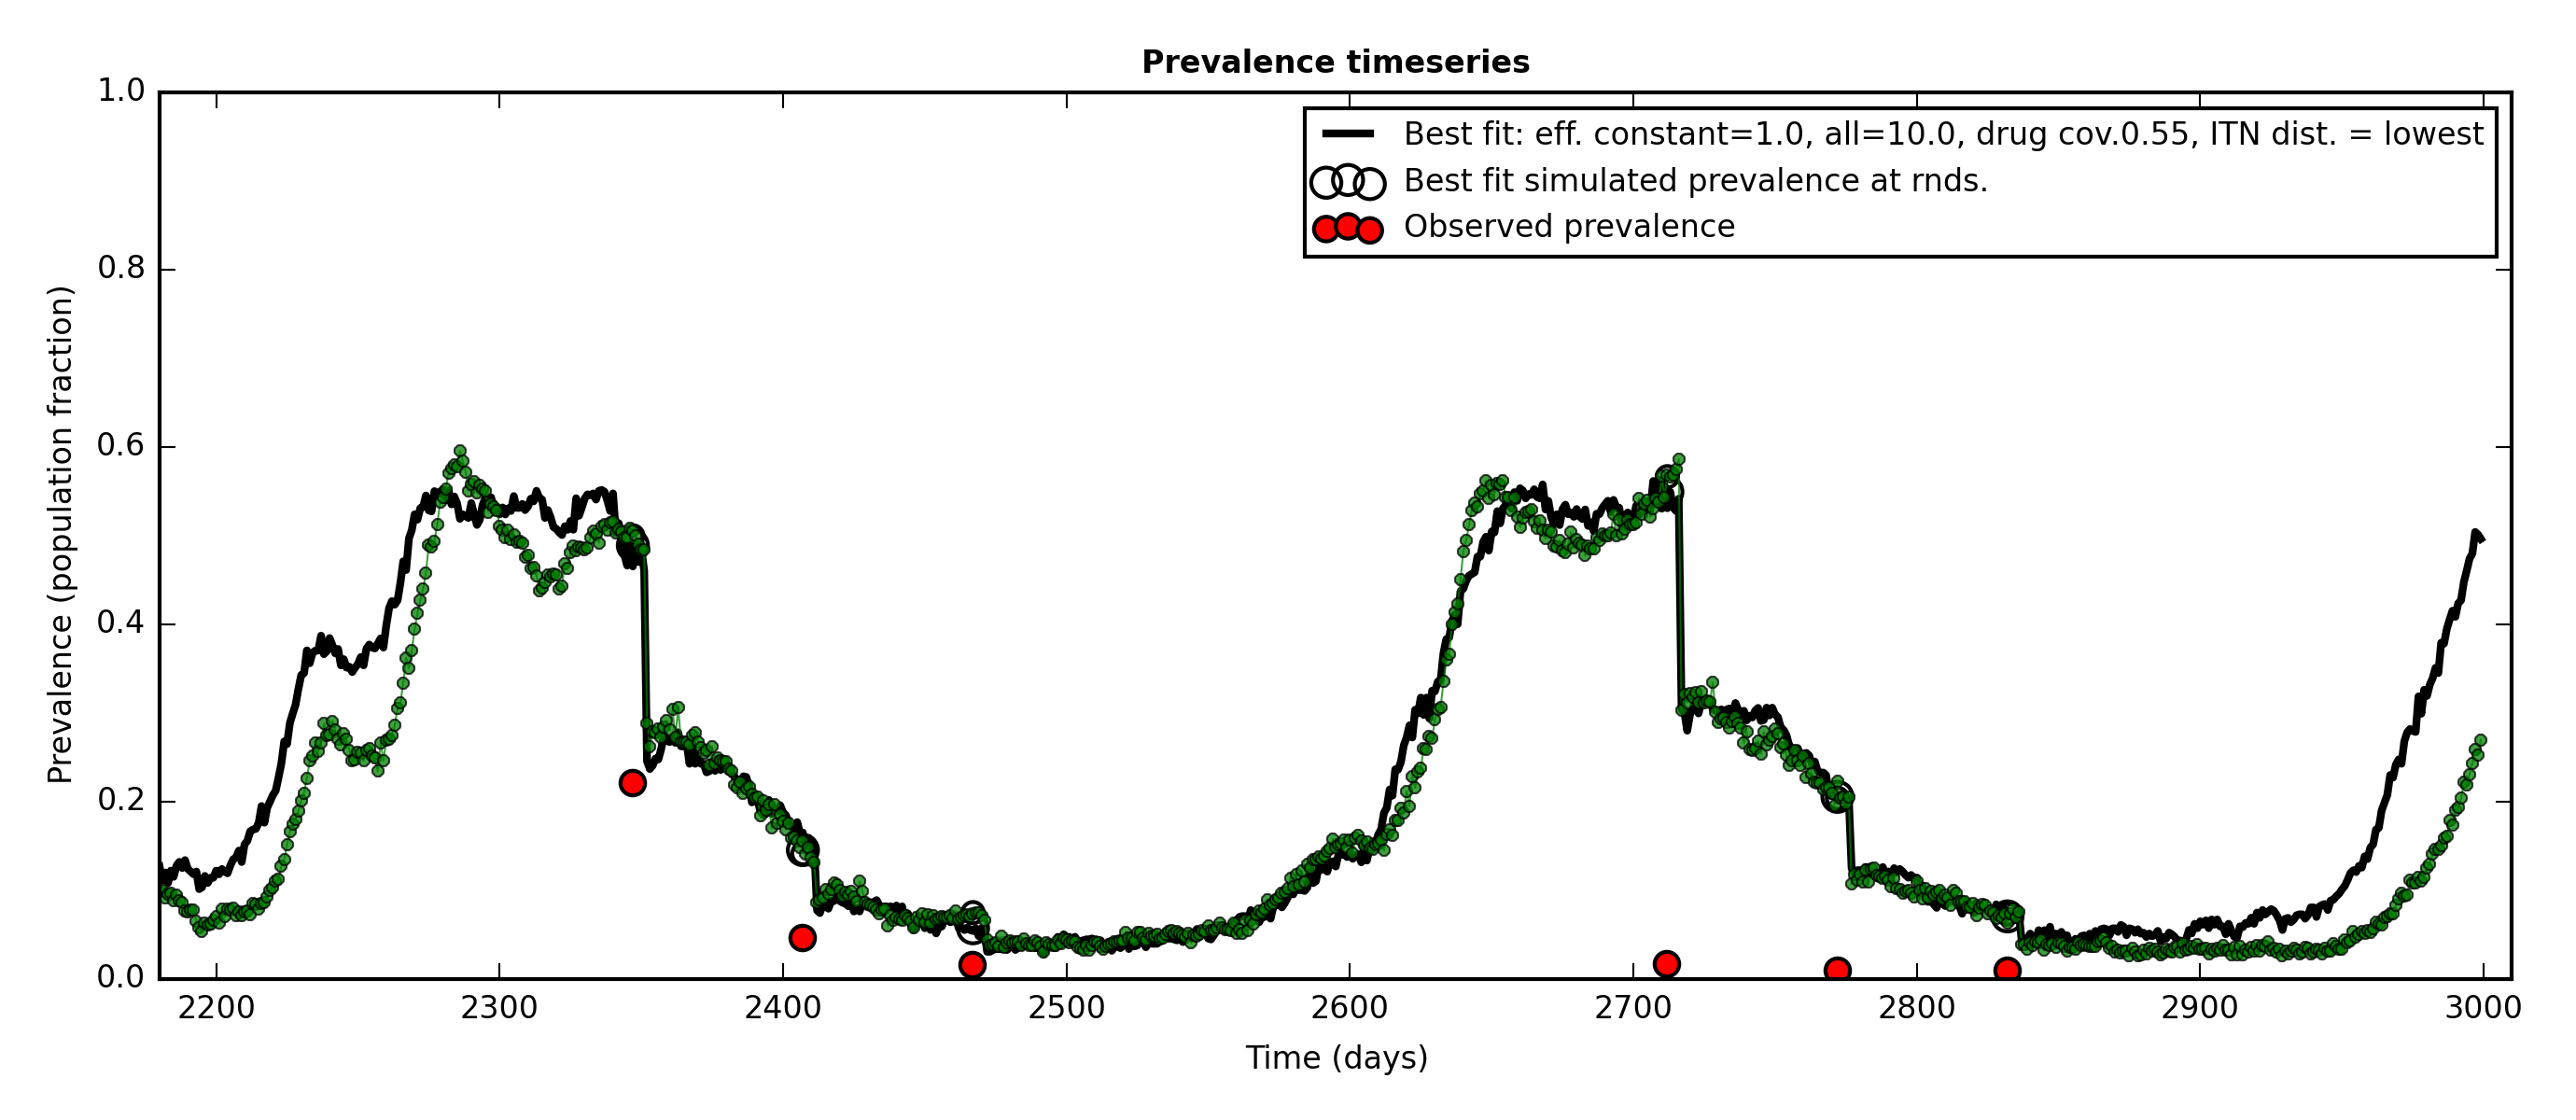 Prevalence timeseries
1.0
0.8
0.6
0.4
0.2
0.0
Prevalence (population fraction)
Best fit: eff. constant=1.0, all=10.0, drug cov.0.55, ITN dist. = lowest
Best fit simulated prevalence at rnds.
Observed prevalence
2200 2300 2400 2500 2600 2700 2800 2900 3000
Time (days)